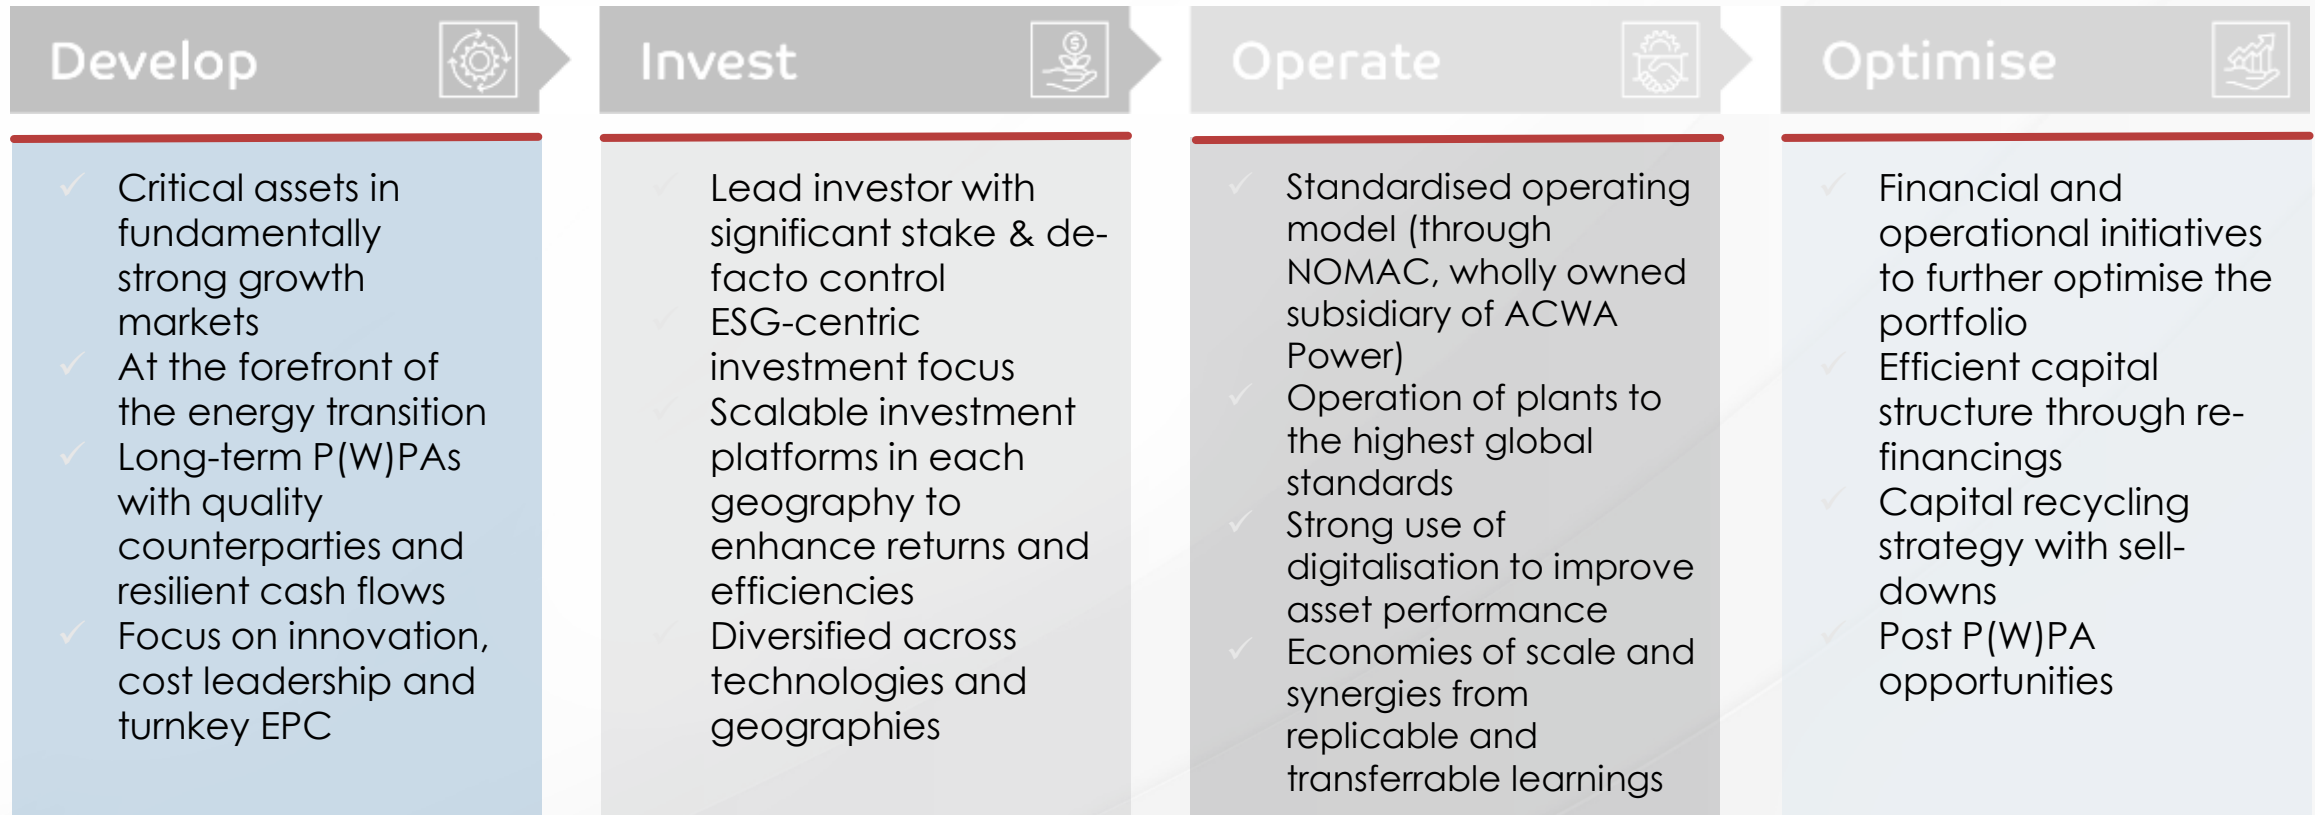 Develop
Critical assets in
fundamentally
strong growth
markets
At the forefront of
the energy transition
Long-term P(W)PAs
with quality
counterparties and
resilient cash flows
Focus on innovation,
cost leadership and
turnkey EPC
Invest
Lead investor with
significant stake & de-
facto control
ESG-centric
investment focus
Scalable investment
platforms in each
geography to
enhance returns and
efficiencies
Diversified across
technologies and
geographies
Operate
Standardised operating
model (through
NOMAC, wholly owned
subsidiary of ACWA
Power)
Operation of plants to
the highest global
standards
Strong use of
digitalisation to improve
asset performance
Economies of scale and
synergies from
replicable and
transferrable learnings
Optimise
Financial and
operational initiatives
to further optimise the
portfolio
Efficient capital
structure through re-
financings
Capital recycling
strategy with sell-
downs
Post P(W)PA
opportunities